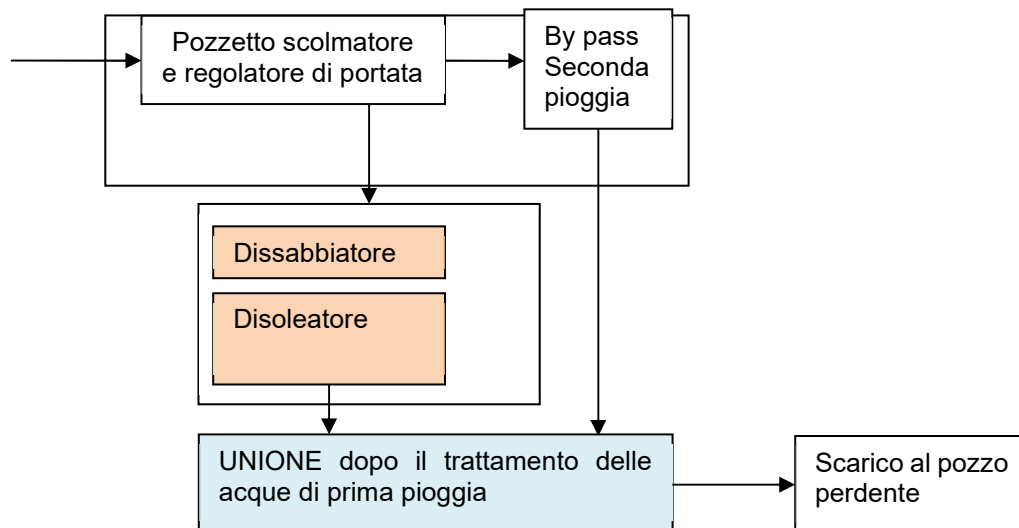 Pozzetto scolmatore
e regolatore di portata
By pass
Seconda
pioggia
Dissabbiatore
Disoleatore
UNIONE dopo il trattamento delle
acque di prima pioggia
Scarico al pozzo
perdente